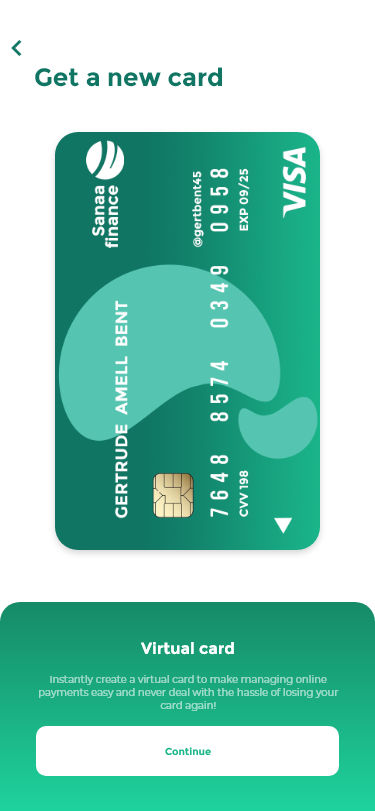 Get a new card
Sanaa
finance
@gertbent45
VISA
GERTRUDE AMELL BENT
7648 8574 0349 0958
CVV 198
EXP 09/25
Virtual card
Instantly create a virtual card to make managing online
payments easy and never deal with the hassle of losing your
card again!
Continue